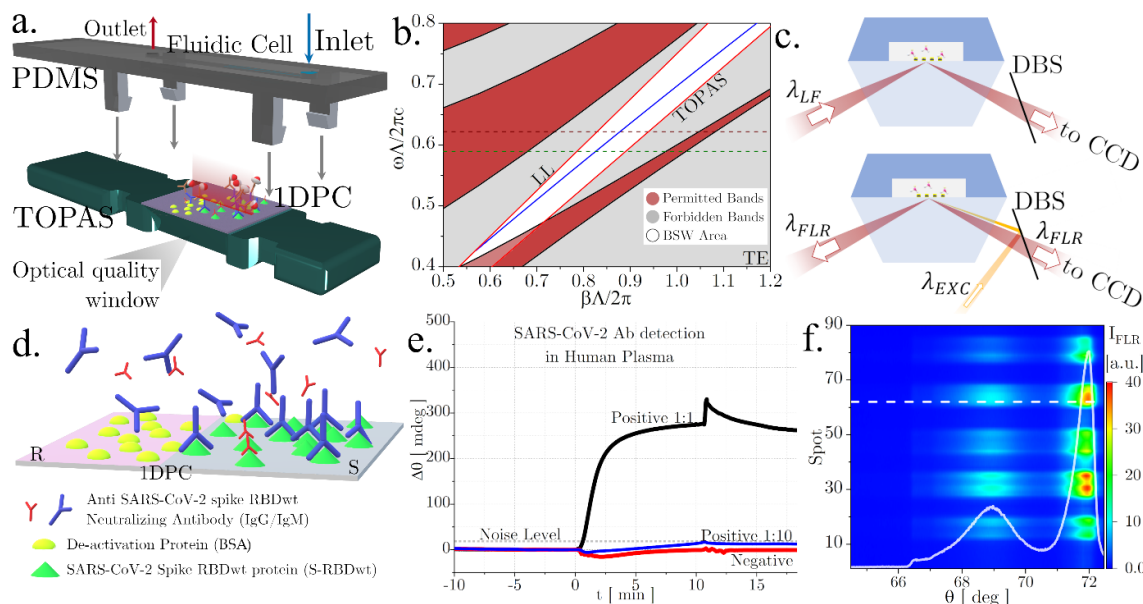 a.
Outlet
Fluidic Cell
Inlet
PDMS
TOPAS
1DPC
Optical quality
window
b.
ωΛ/2πc
0.8
0.7
0.6
0.5
0.4
LL
TOPAS
Permitted Bands
Forbidden Bands
BSW Area
TE
0.5 0.6 0.7 0.8 0.9 1.0 1.1 1.2
βΛ/2π
c.
DBS
λLF
to CCD
DBS
λFLR
λFLR
λEXC
to CCD
d.
R
1DPC
S
Anti SARS-CoV-2 spike RBDwt
Neutralizing Antibody (IgG/IgM)
De-activation Protein (BSA)
SARS-CoV-2 Spike RBDwt protein (S-RBDwt)
e.
SARS-CoV-2 Ab detection
in Human Plasma
Δθ [ mdeg ]
500
400
300
200
100
0
Positive 1:1
Noise Level
Positive 1:10
Negative
-10 -5 0 5 10 15
t [ min ]
f.
Spot
90
70
50
30
10
66 68 70 72
θ [ deg ]
IFLR
[a.u.]
40
30
20
10
0.0